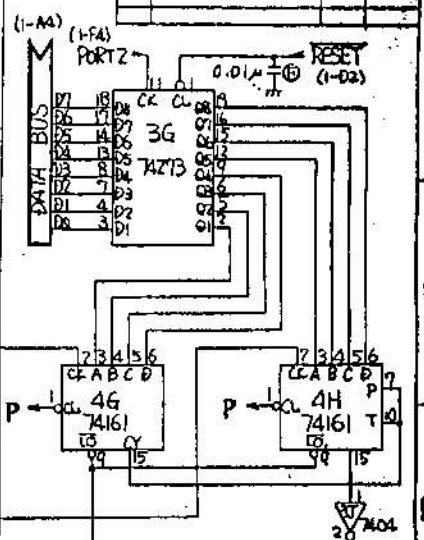 (1-A4)
(1-F4)
PORT2
RESET
(1-D2)
0.01μ
11 1
CK CL
DATA BUS
D7 18 D8 Q8 19
D6 17 D7 Q7 16
D5 14 D6 Q6 15
D4 13 D5 Q5 12
D3 8 D4 Q4 9
D2 7 D3 Q3 6
D1 4 D2 Q2 5
D0 3 D1 Q1 2
3G
74273
2 3 4 5 6
CK A B C D
P 1 CL
4G
74161
LD CY
9 15
2 3 4 5 6
CK A B C D
P 7
P 1 CL
4H
74161
T 10
LD
9 15
1
2
7404